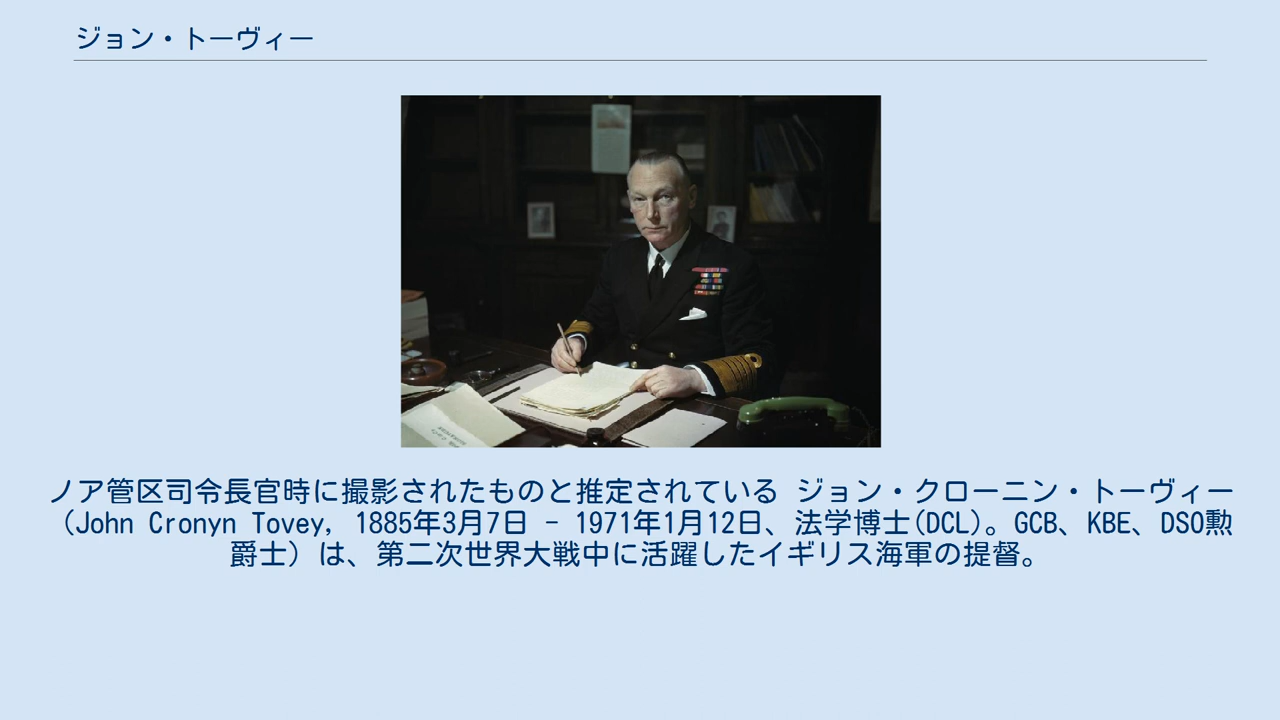 ジョン・トーヴィー
ノア管区司令長官時に撮影されたものと推定されている ジョン・クローニン・トーヴィー
（John Cronyn Tovey, 1885年3月7日 - 1971年1月12日、法学博士(DCL)。GCB、KBE、DSO勲
爵士）は、第二次世界大戦中に活躍したイギリス海軍の提督。